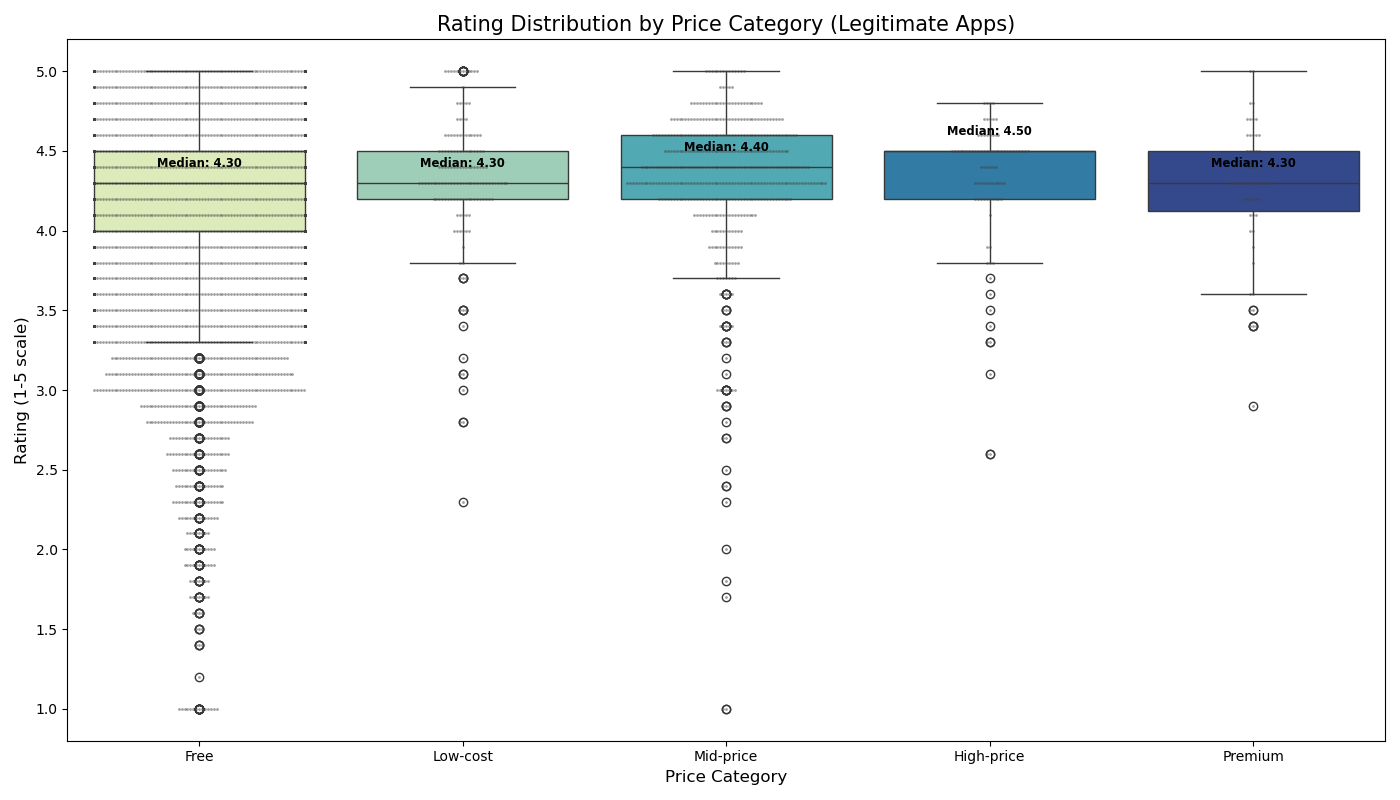 Rating Distribution by Price Category (Legitimate Apps)
Rating (1-5 scale)
5.0
4.5
4.0
3.5
3.0
2.5
2.0
1.5
1.0
Median: 4.30
Median: 4.30
Median: 4.40
Median: 4.50
Median: 4.30
Free
Low-cost
Mid-price
High-price
Premium
Price Category